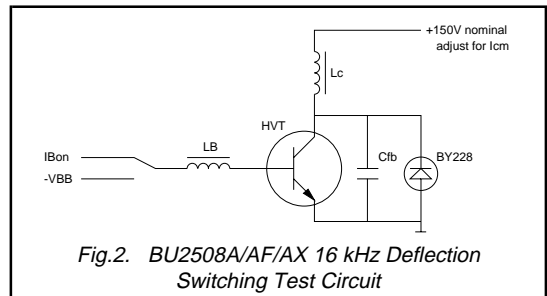 +150V nominal
adjust for Icm
Lc
HVT
LB
IBon
-VBB
Cfb
BY228
Fig.2. BU2508A/AF/AX 16 kHz Deflection
Switching Test Circuit